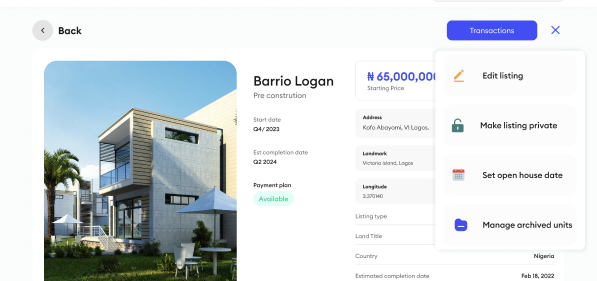 Back
Transactions
Barrio Logan
Pre constrution
Start date
Q4/ 2023
Est completion date
Q2 2024
Payment plan
Available
₦ 65,000,000
Starting Price
Address
Kofo Abayomi, VI Lagos,
Landmark
Victoria island, Lagos
Longitude
3.370140
Listing type
Land Title
Country
Nigeria
Estimated completion date
Feb 18, 2022
Edit listing
Make listing private
Set open house date
Manage archived units